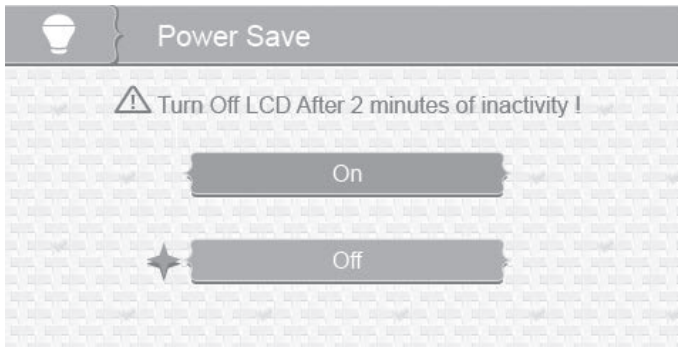 Power Save
Turn Off LCD After 2 minutes of inactivity !
On
Off